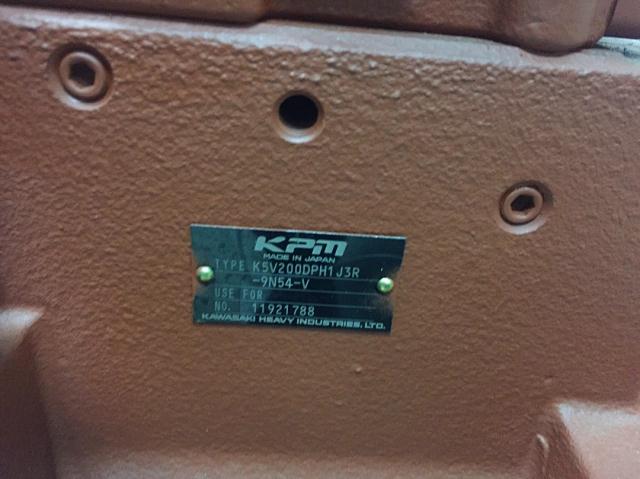 KPM
MADE IN JAPAN
TYPE K5V200DPH1J3R
-9N54-V
USE FOR
NO. 11921788
KAWASAKI HEAVY INDUSTRIES, LTD.